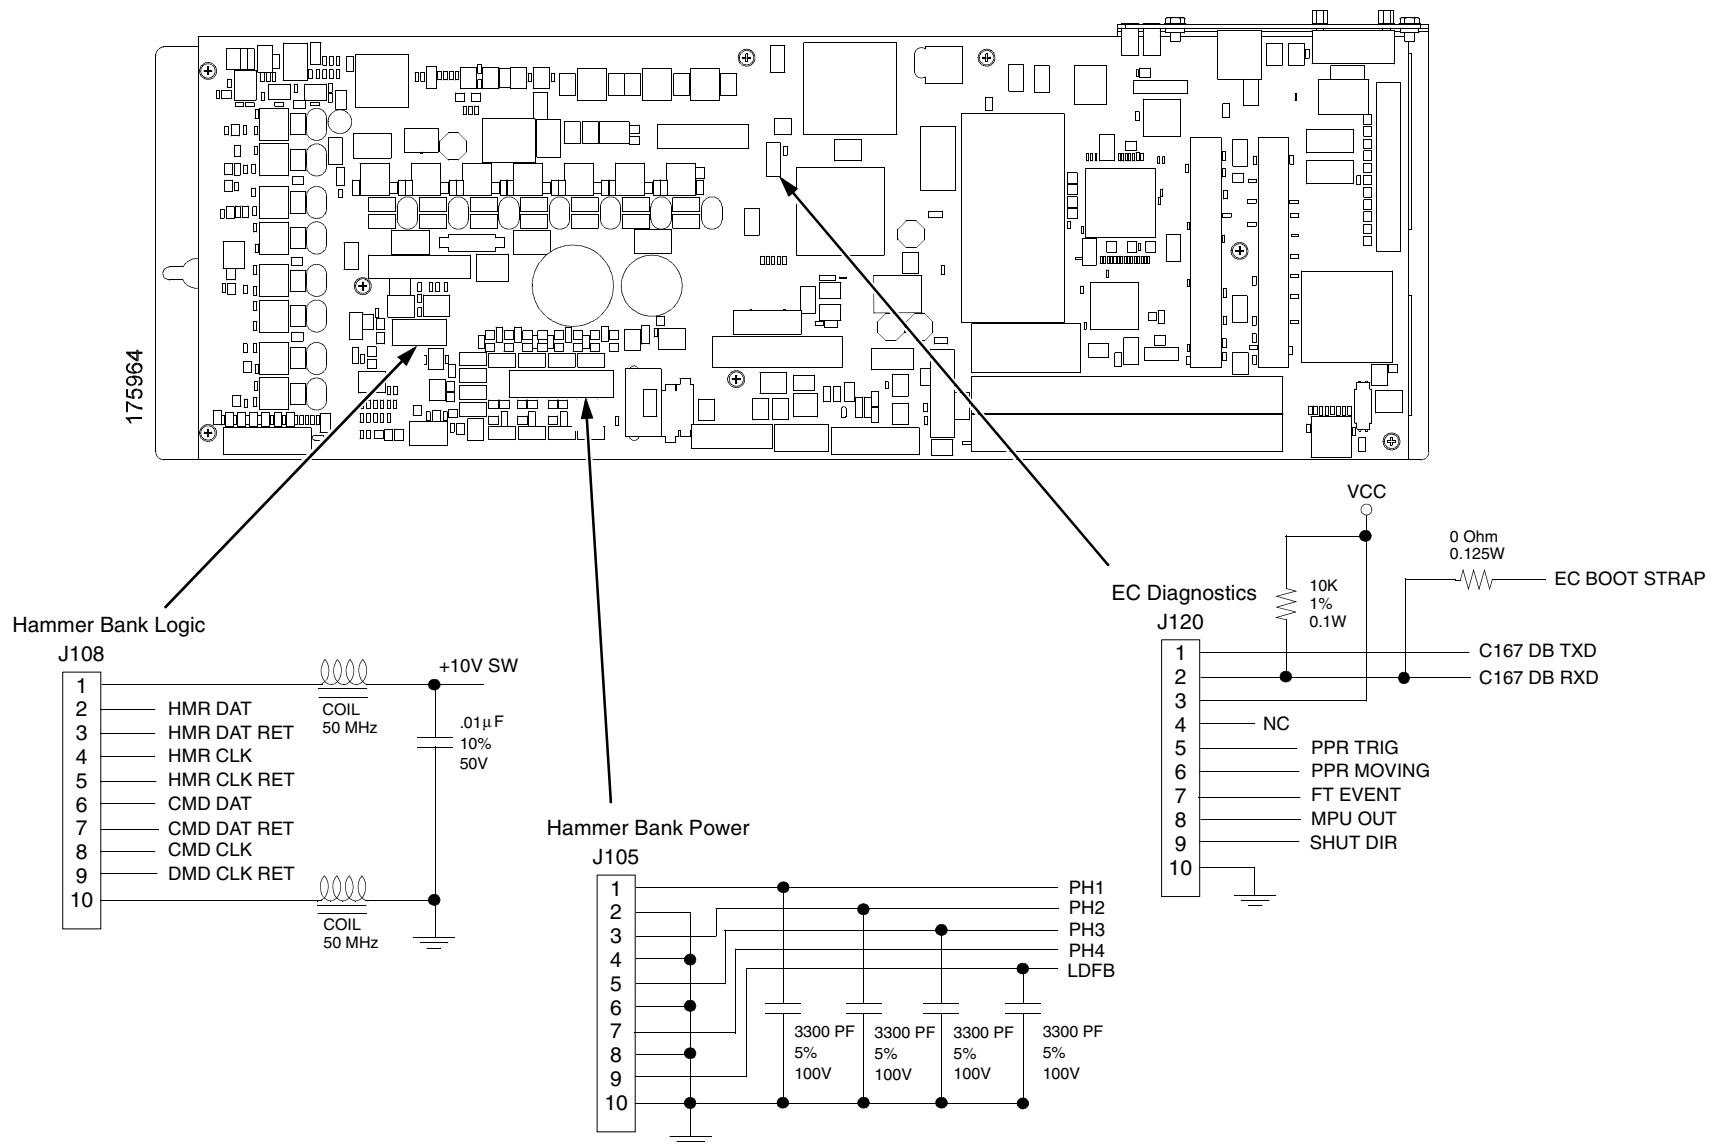 175964
VCC
0 Ohm
0.125W
EC BOOT STRAP
EC Diagnostics
10K
1%
0.1W
J120
1
C167 DB TXD
2
C167 DB RXD
3
4
NC
5
PPR TRIG
6
PPR MOVING
7
FT EVENT
8
MPU OUT
9
SHUT DIR
10
Hammer Bank Logic
J108
+10V SW
1
COIL
50 MHz
2
HMR DAT
3
HMR DAT RET
4
HMR CLK
5
HMR CLK RET
6
CMD DAT
7
CMD DAT RET
8
CMD CLK
9
DMD CLK RET
10
.01µF
10%
50V
COIL
50 MHz
Hammer Bank Power
J105
1
PH1
2
PH2
3
PH3
4
PH4
5
LDFB
6
7
8
9
10
3300 PF
5%
100V
3300 PF
5%
100V
3300 PF
5%
100V
3300 PF
5%
100V